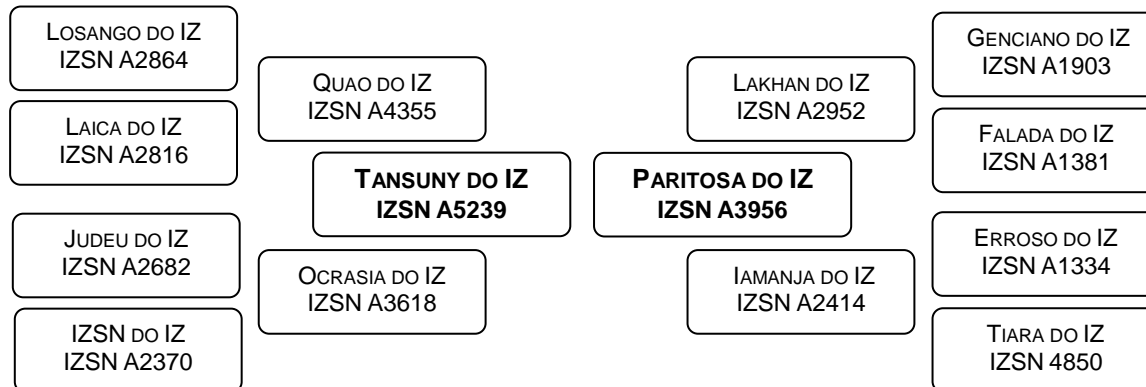 LOSANGO DO IZ
IZSN A2864
LAICA DO IZ
IZSN A2816
JUDEU DO IZ
IZSN A2682
IZSN DO IZ
IZSN A2370
QUAO DO IZ
IZSN A4355
OCRASIA DO IZ
IZSN A3618
TANSUNY DO IZ
IZSN A5239
PARITOSA DO IZ
IZSN A3956
LAKHAN DO IZ
IZSN A2952
IAMANJA DO IZ
IZSN A2414
GENCIANO DO IZ
IZSN A1903
FALADA DO IZ
IZSN A1381
ERROSO DO IZ
IZSN A1334
TIARA DO IZ
IZSN 4850